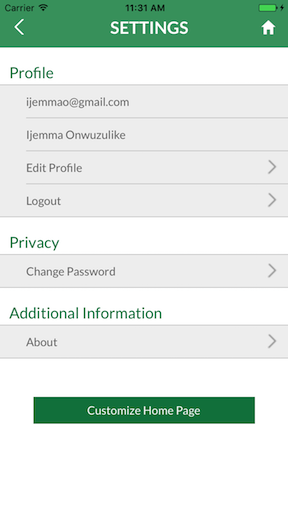 Carrier 11:31 AM
SETTINGS
Profile
ijemmao@gmail.com
Ijemma Onwuzulike
Edit Profile
Logout
Privacy
Change Password
Additional Information
About
Customize Home Page